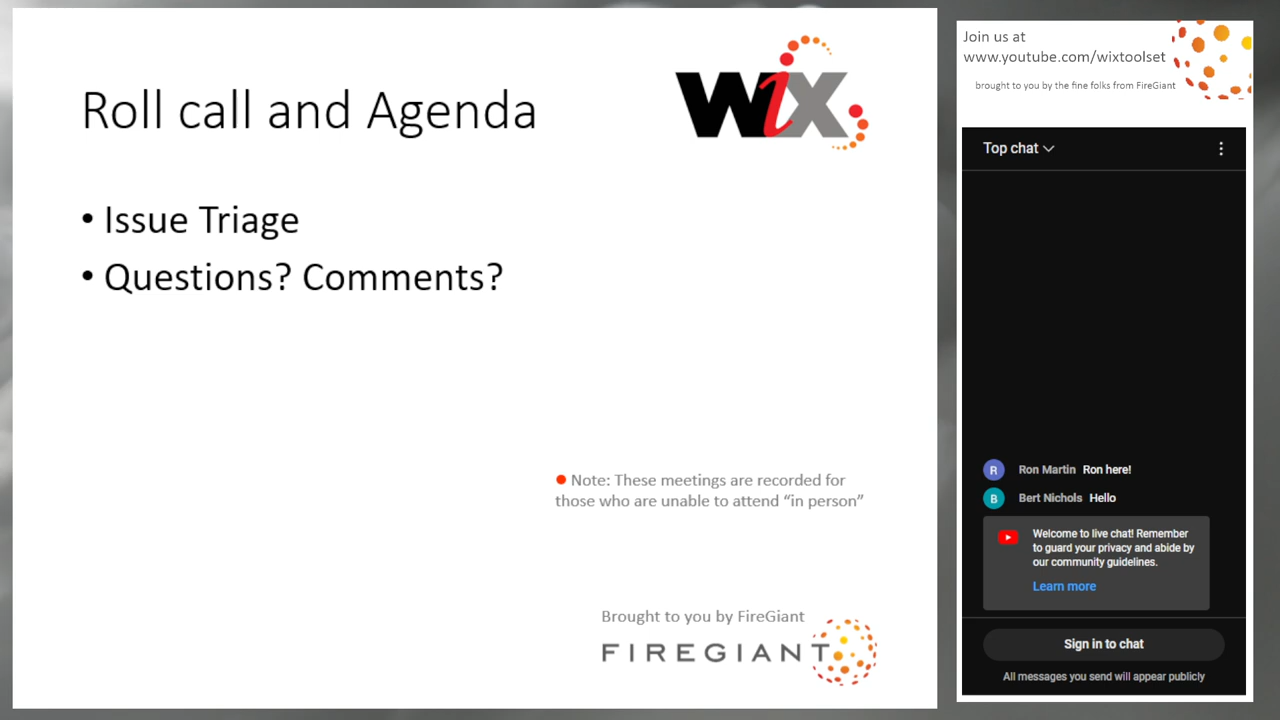 Roll call and Agenda
WiX
• Issue Triage
• Questions? Comments?
Note: These meetings are recorded for
those who are unable to attend “in person”
Brought to you by FireGiant
FIREGIANT
Join us at
www.youtube.com/wixtoolset
brought to you by the fine folks from FireGiant
Top chat
R Ron Martin Ron here!
B Bert Nichols Hello
Welcome to live chat! Remember
to guard your privacy and abide by
our community guidelines.
Learn more
Sign in to chat
All messages you send will appear publicly